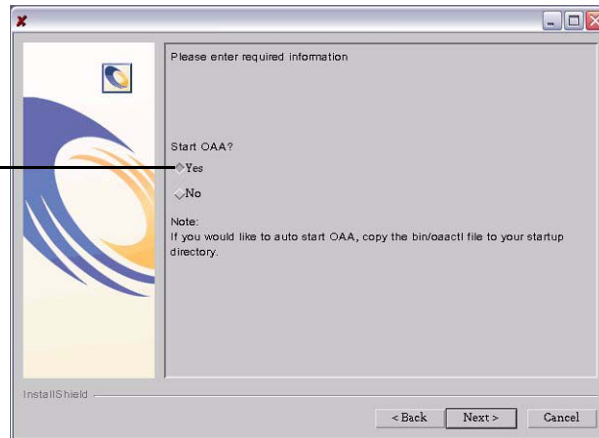 Please enter required information
Start OAA?
Yes
No
Note:
If you would like to auto start OAA, copy the bin/oaactl file to your startup
directory.
InstallShield
< Back
Next >
Cancel